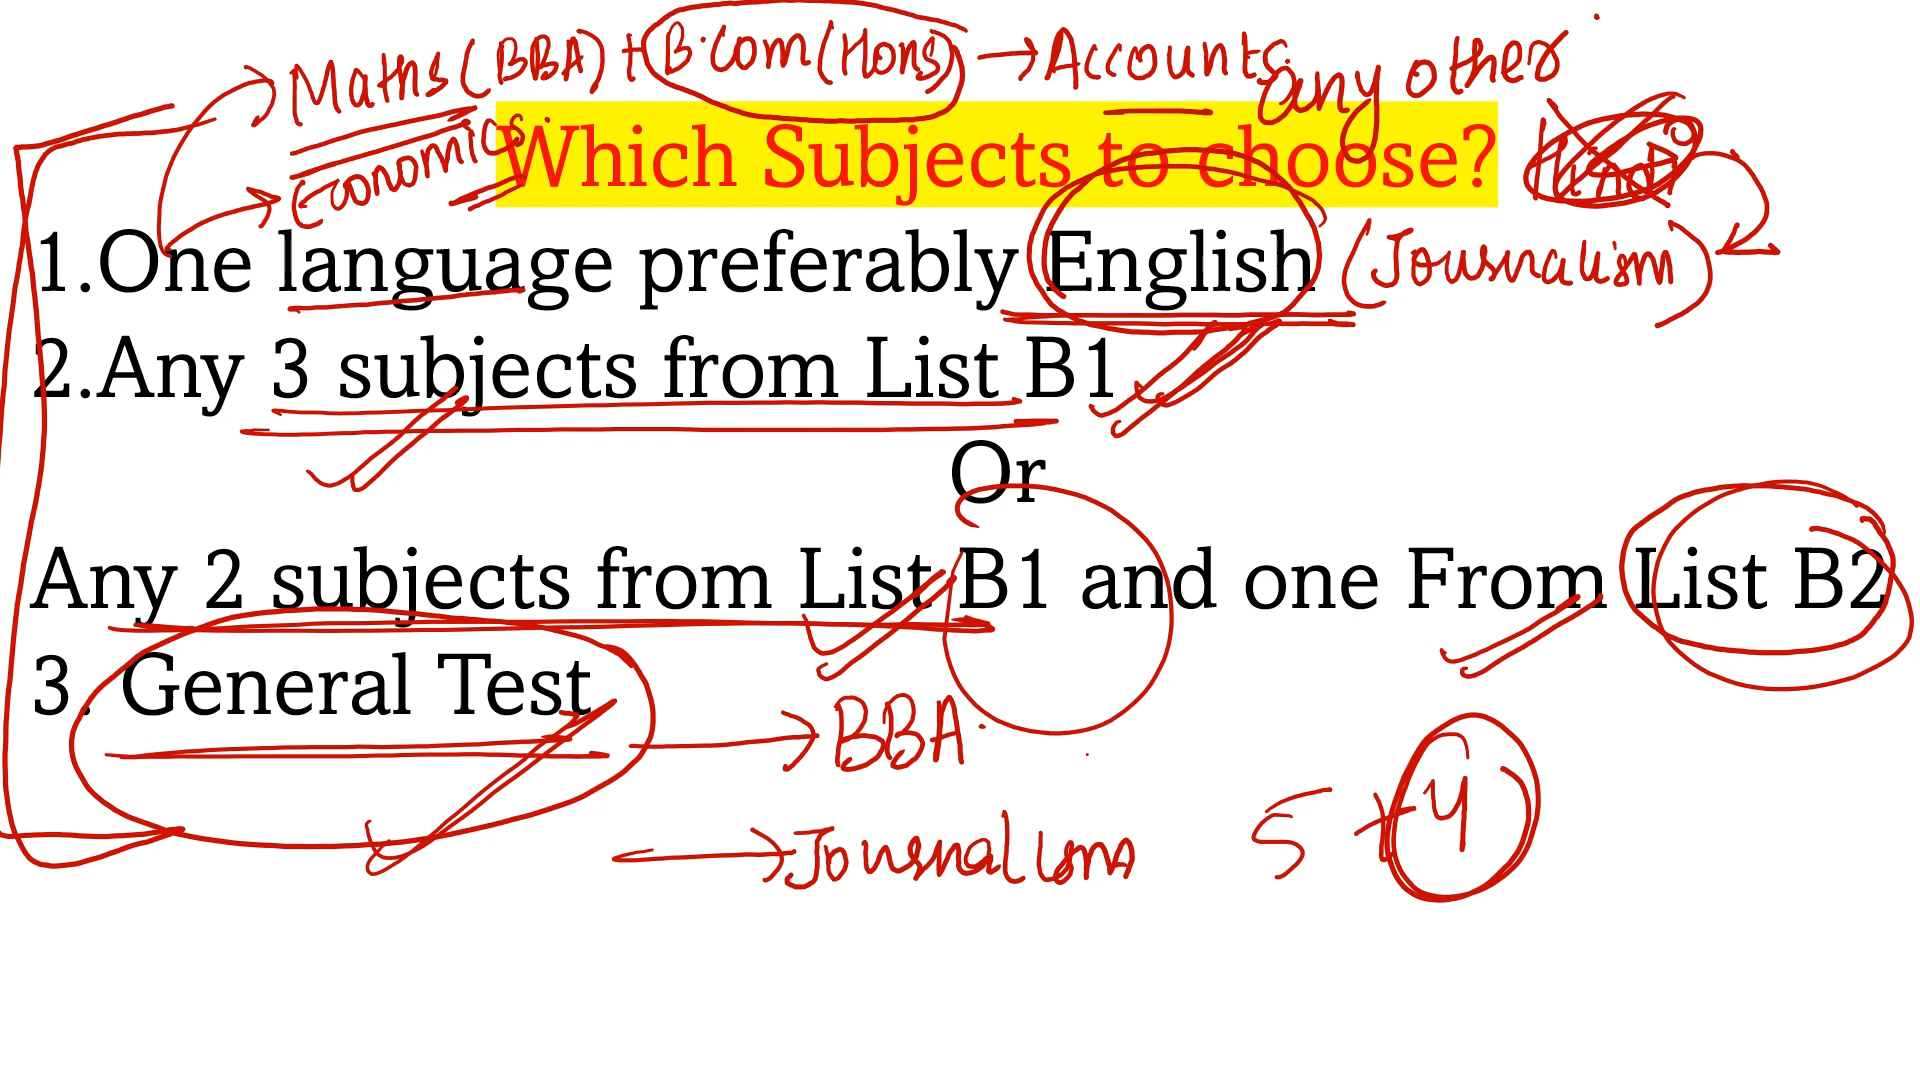 Maths (BBA) + B.Com (Hons) → Accounts.
any other
Economics.
Which Subjects to choose?
1.One language preferably English (Journalism)
2.Any 3 subjects from List B1
Or
Any 2 subjects from List B1 and one From List B2
3. General Test
→ BBA.
→ Journalism
5 + 4